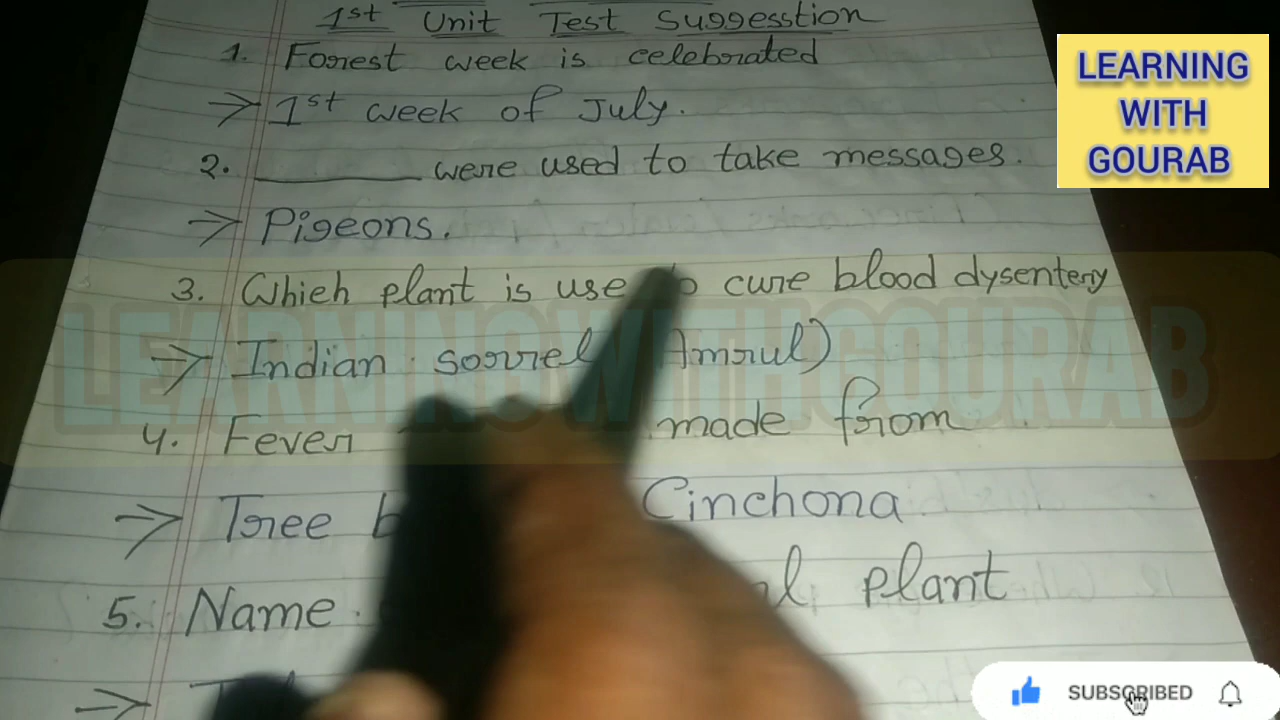 1st Unit Test Suggesstion
1. Forest week is celebrated
→ 1st week of July.
2. ________ were used to take messages.
→ Pigeons.
3. Which plant is use to cure blood dysentery
→ Indian sorrel Amrul)
4. Fever made from
→ Tree Cinchona
5. Name plant
→
LEARNING
WITH
GOURAB
LEARNINGWITHGOURAB
SUBSCRIBED